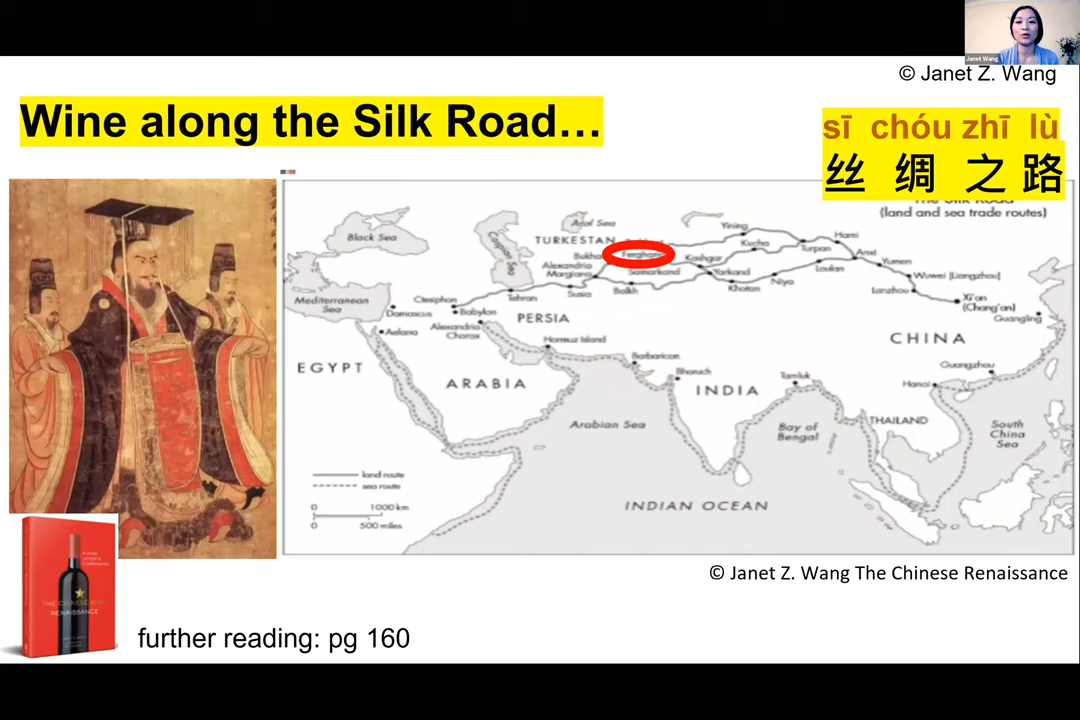 Janet Wang
© Janet Z. Wang
Wine along the Silk Road…
sī chóu zhī lù
丝 绸 之 路
The Silk Road
(land and sea trade routes)
Black Sea
Aral Sea
Caspian Sea
TURKESTAN
Ferghana
Alexandria
Margiana
Samarkand
Kashgar
Yarkand
Yining
Kucha
Turpan
Hami
Anxi
Loulan
Yumen
Niya
Khotan
Wuwei (Liangzhou)
Lanzhou
Xi'an
(Chang'an)
Guangling
Mediterranean
Sea
Damascus
Ctesiphon
Babylon
Aelana
Alexandria
Charax
Tehran
Susia
Balkh
PERSIA
Hormuz Island
Barbaricon
Bharuch
EGYPT
ARABIA
INDIA
Tamluk
CHINA
Guangzhou
Hanoi
THAILAND
Arabian Sea
Bay of
Bengal
South
China
Sea
INDIAN OCEAN
land route
sea route
0 1000 km
0 500 miles
© Janet Z. Wang The Chinese Renaissance
THE CHINESE WINE
RENAISSANCE
further reading: pg 160